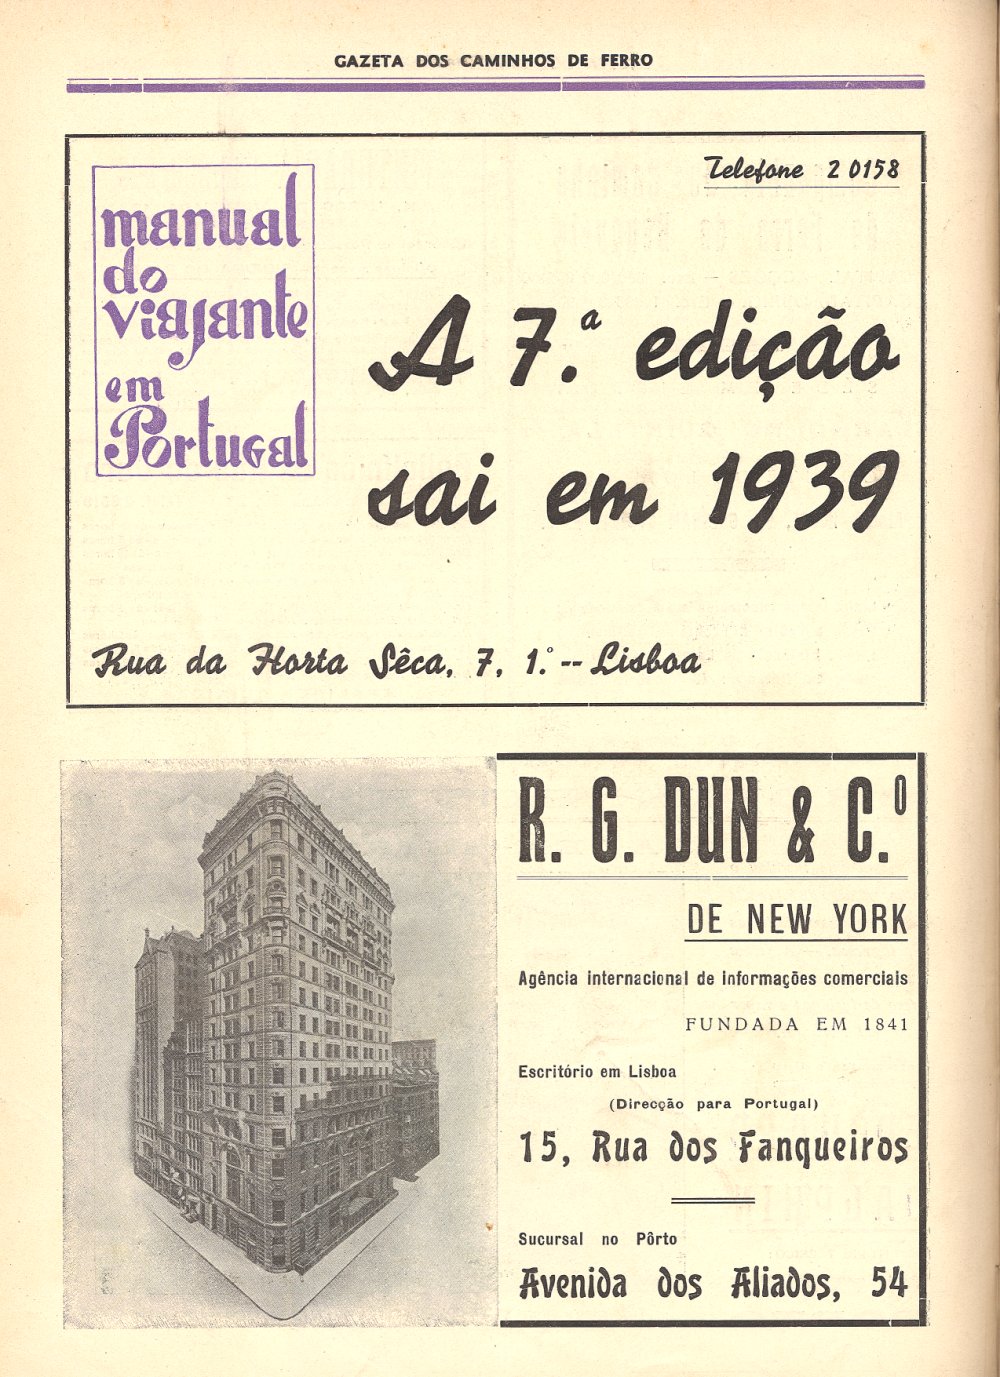 GAZETA DOS CAMINHOS DE FERRO
Telefone 2 0158
manual
do
viajante
em
Portugal
A 7.ª edição
sai em 1939
Rua da Horta Sêca, 7, 1.º -- Lisboa
R. G. DUN & C.º
DE NEW YORK
Agência internacional de informações comerciais
FUNDADA EM 1841
Escritório em Lisboa
(Direcção para Portugal)
15, Rua dos Fanqueiros
Sucursal no Pôrto
Avenida dos Aliados, 54